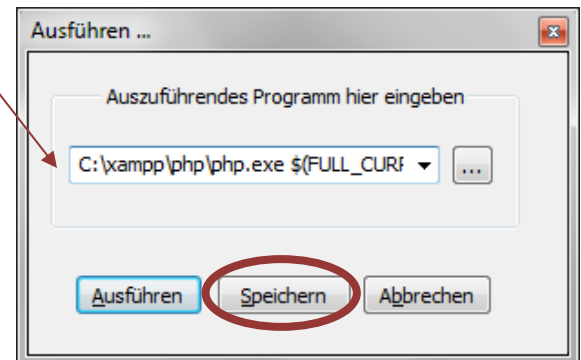 Ausführen ...
Auszuführendes Programm hier eingeben
C:\xampp\php\php.exe $(FULL_CURF
...
Ausführen Speichern Abbrechen